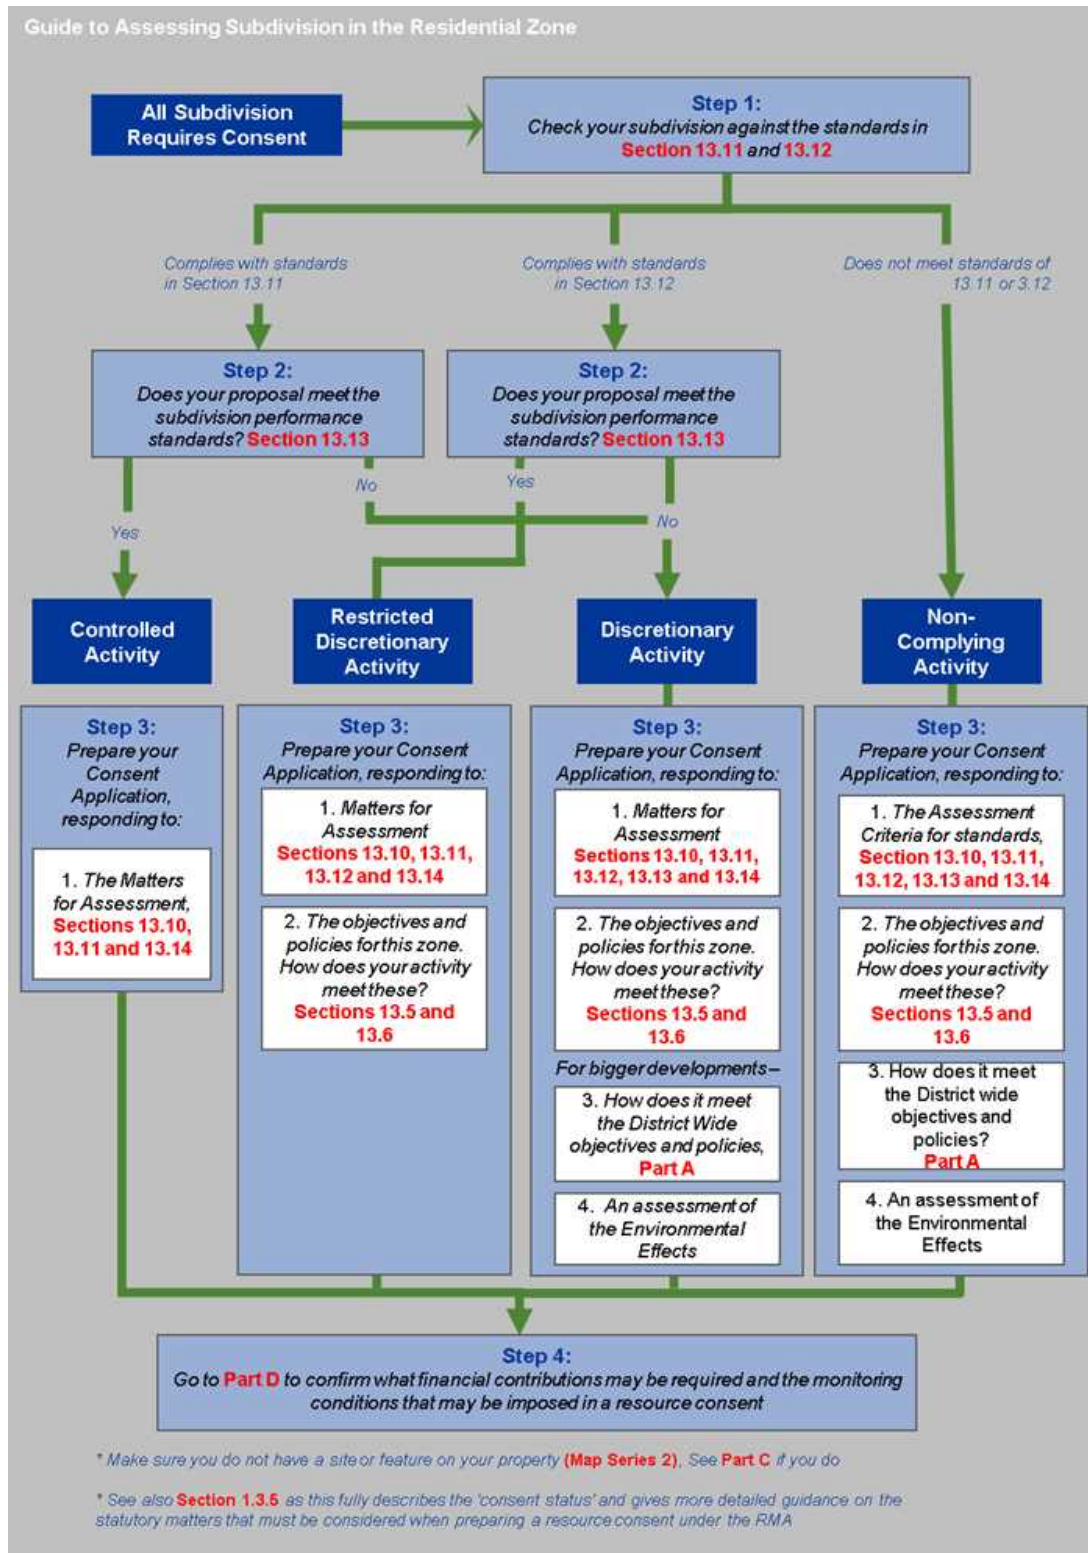 Guide to Assessing Subdivision in the Residential Zone
All Subdivision
Requires Consent
Step 1:
Check your subdivision against the standards in
Section 13.11 and 13.12
Complies with standards
in Section 13.11
Complies with standards
in Section 13.12
Does not meet standards of
13.11 or 3.12
Step 2:
Does your proposal meet the
subdivision performance
standards? Section 13.13
Step 2:
Does your proposal meet the
subdivision performance
standards? Section 13.13
Yes
No
Yes
No
Controlled
Activity
Restricted
Discretionary
Activity
Discretionary
Activity
Non-
Complying
Activity
Step 3:
Prepare your
Consent
Application,
responding to:
1. The Matters
for Assessment,
Sections 13.10,
13.11 and 13.14
Step 3:
Prepare your Consent
Application, responding to:
1. Matters for
Assessment
Sections 13.10, 13.11,
13.12 and 13.14
2. The objectives and
policies for this zone.
How does your activity
meet these?
Sections 13.5 and
13.6
Step 3:
Prepare your Consent
Application, responding to:
1. Matters for
Assessment
Sections 13.10, 13.11,
13.12, 13.13 and 13.14
2. The objectives and
policies for this zone.
How does your activity
meet these?
Sections 13.5 and
13.6
For bigger developments –
3. How does it meet
the District Wide
objectives and policies,
Part A
4. An assessment of
the Environmental
Effects
Step 3:
Prepare your Consent
Application, responding to:
1. The Assessment
Criteria for standards,
Section 13.10, 13.11,
13.12, 13.13 and 13.14
2. The objectives and
policies for this zone.
How does your activity
meet these?
Sections 13.5 and
13.6
3. How does it meet
the District wide
objectives and
policies?
Part A
4. An assessment of
the Environmental
Effects
Step 4:
Go to Part D to confirm what financial contributions may be required and the monitoring
conditions that may be imposed in a resource consent
* Make sure you do not have a site or feature on your property (Map Series 2), See Part C if you do
* See also Section 1.3.5 as this fully describes the 'consent status' and gives more detailed guidance on the
statutory matters that must be considered when preparing a resource consent under the RMA